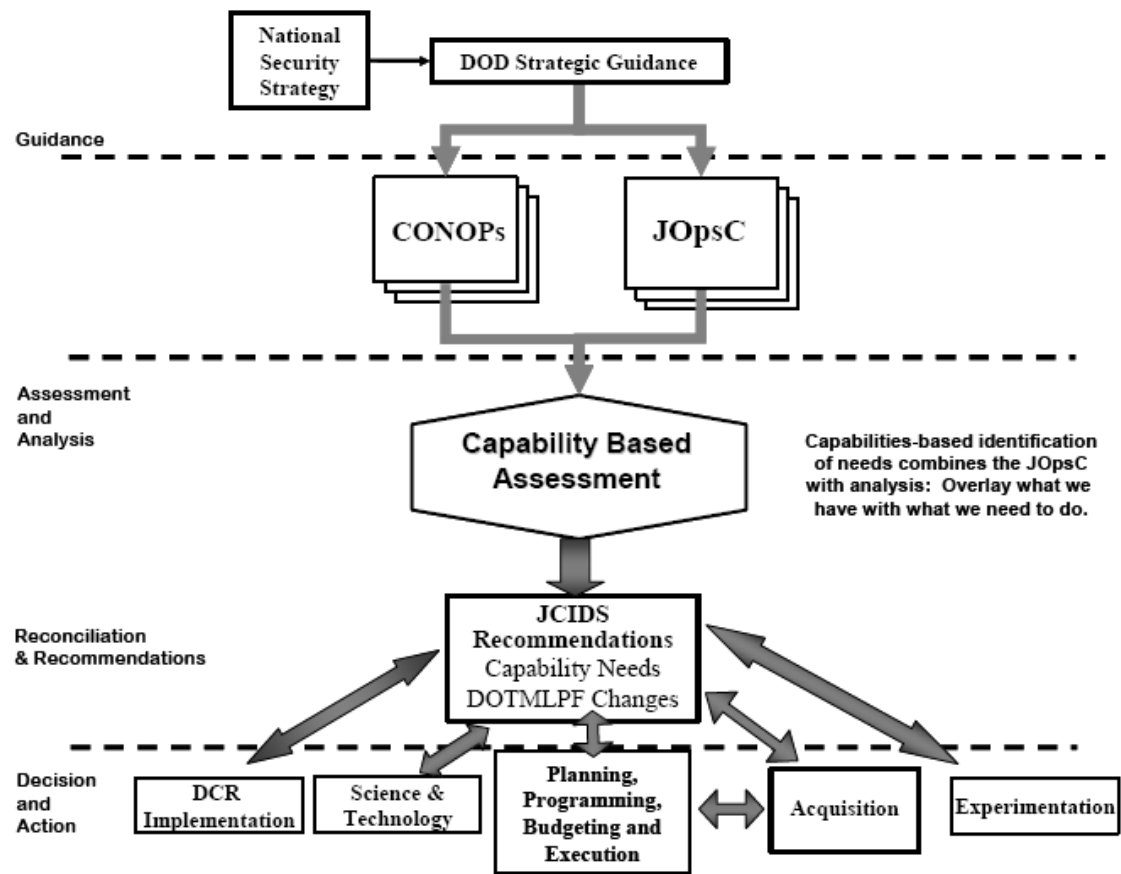 National
Security
Strategy
DOD Strategic Guidance
Guidance
CONOPs
JOpsC
Assessment
and
Analysis
Capability Based
Assessment
Capabilities-based identification
of needs combines the JOpsC
with analysis: Overlay what we
have with what we need to do.
Reconciliation
& Recommendations
JCIDS
Recommendations
Capability Needs
DOTMLPF Changes
Decision
and
Action
DCR
Implementation
Science &
Technology
Planning,
Programming,
Budgeting and
Execution
Acquisition
Experimentation